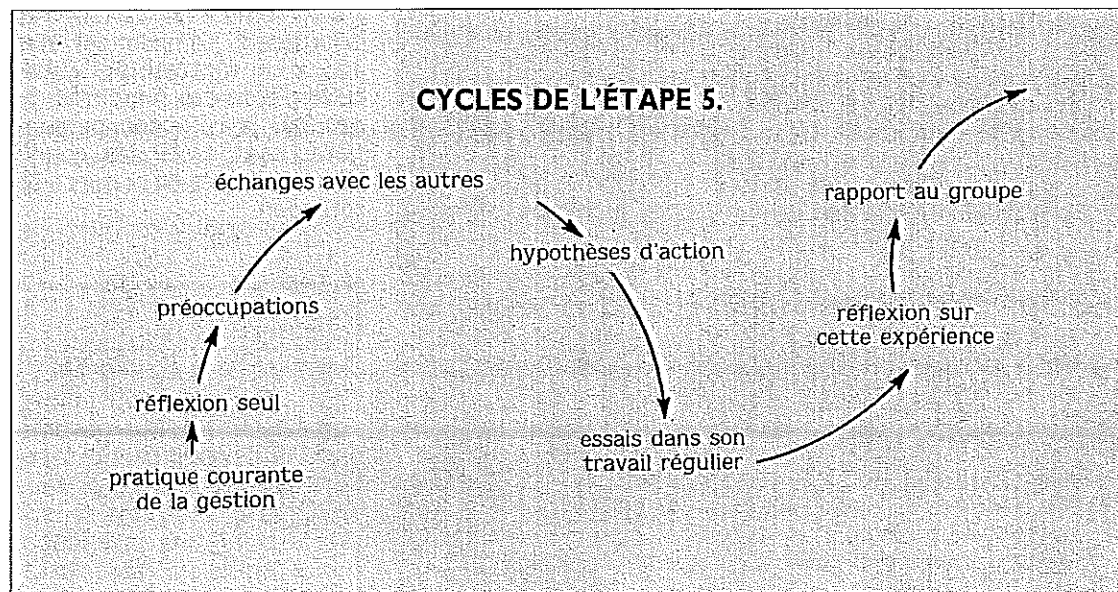 CYCLES DE L'ÉTAPE 5.
pratique courante
de la gestion
réflexion seul
préoccupations
échanges avec les autres
hypothèses d'action
essais dans son
travail régulier
réflexion sur
cette expérience
rapport au groupe